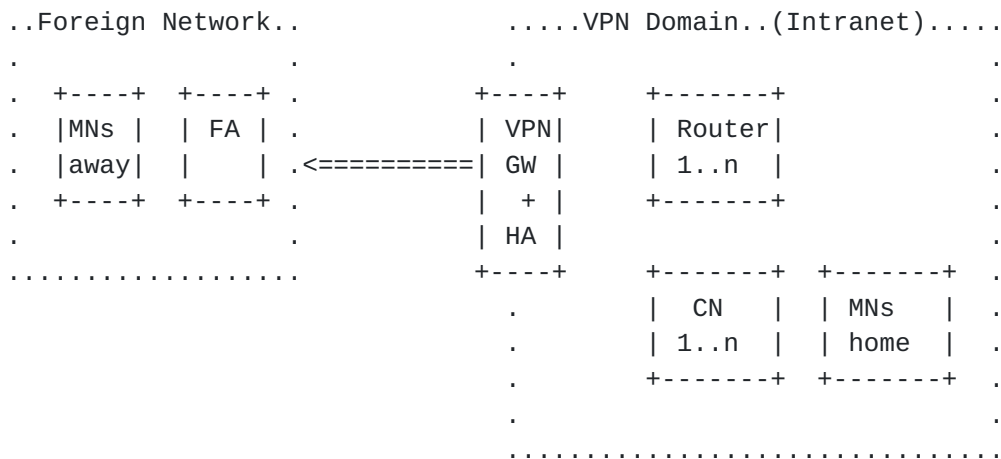 ..Foreign Network..             .....VPN Domain..(Intranet).....
.                 .             .                              .
.  +----+  +----+ .           +----+     +-------+             .
.  |MNs |  | FA | .           | VPN|     | Router|             .
.  |away|  |    | .<==========| GW |     | 1..n  |             .
.  +----+  +----+ .           |  + |     +-------+             .
.                 .           | HA |                           .
...................           +----+     +-------+  +-------+  .
                                .        |  CN   |  | MNs   |  .
                                .        | 1..n  |  | home  |  .
                                .        +-------+  +-------+  .
                                .                              .
                                ................................